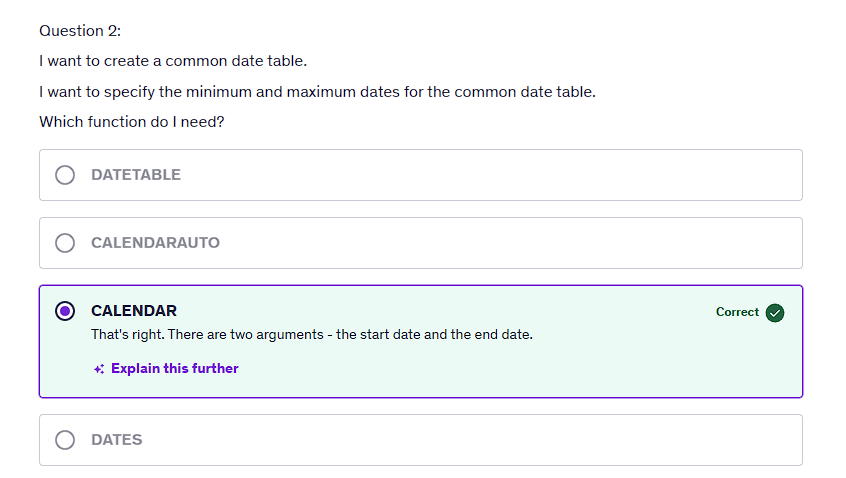 Question 2:
I want to create a common date table.
I want to specify the minimum and maximum dates for the common date table.
Which function do I need?
DATETABLE
CALENDARAUTO
CALENDAR
Correct
That's right. There are two arguments - the start date and the end date.
Explain this further
DATES